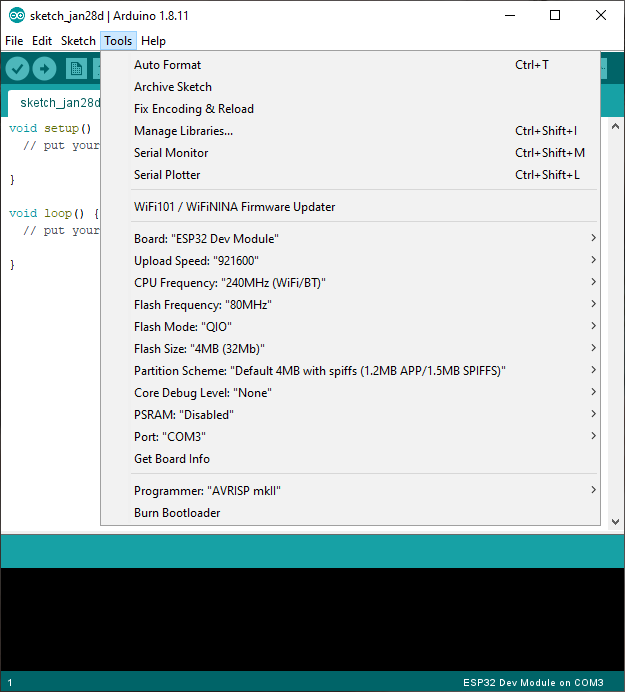 sketch_jan28d | Arduino 1.8.11
File Edit Sketch Tools Help
sketch_jan28d
void setup()
// put your
}
void loop() {
// put your
}
Auto Format Ctrl+T
Archive Sketch
Fix Encoding & Reload
Manage Libraries... Ctrl+Shift+I
Serial Monitor Ctrl+Shift+M
Serial Plotter Ctrl+Shift+L
WiFi101 / WiFiNINA Firmware Updater
Board: "ESP32 Dev Module"
Upload Speed: "921600"
CPU Frequency: "240MHz (WiFi/BT)"
Flash Frequency: "80MHz"
Flash Mode: "QIO"
Flash Size: "4MB (32Mb)"
Partition Scheme: "Default 4MB with spiffs (1.2MB APP/1.5MB SPIFFS)"
Core Debug Level: "None"
PSRAM: "Disabled"
Port: "COM3"
Get Board Info
Programmer: "AVRISP mkII"
Burn Bootloader
1 ESP32 Dev Module on COM3